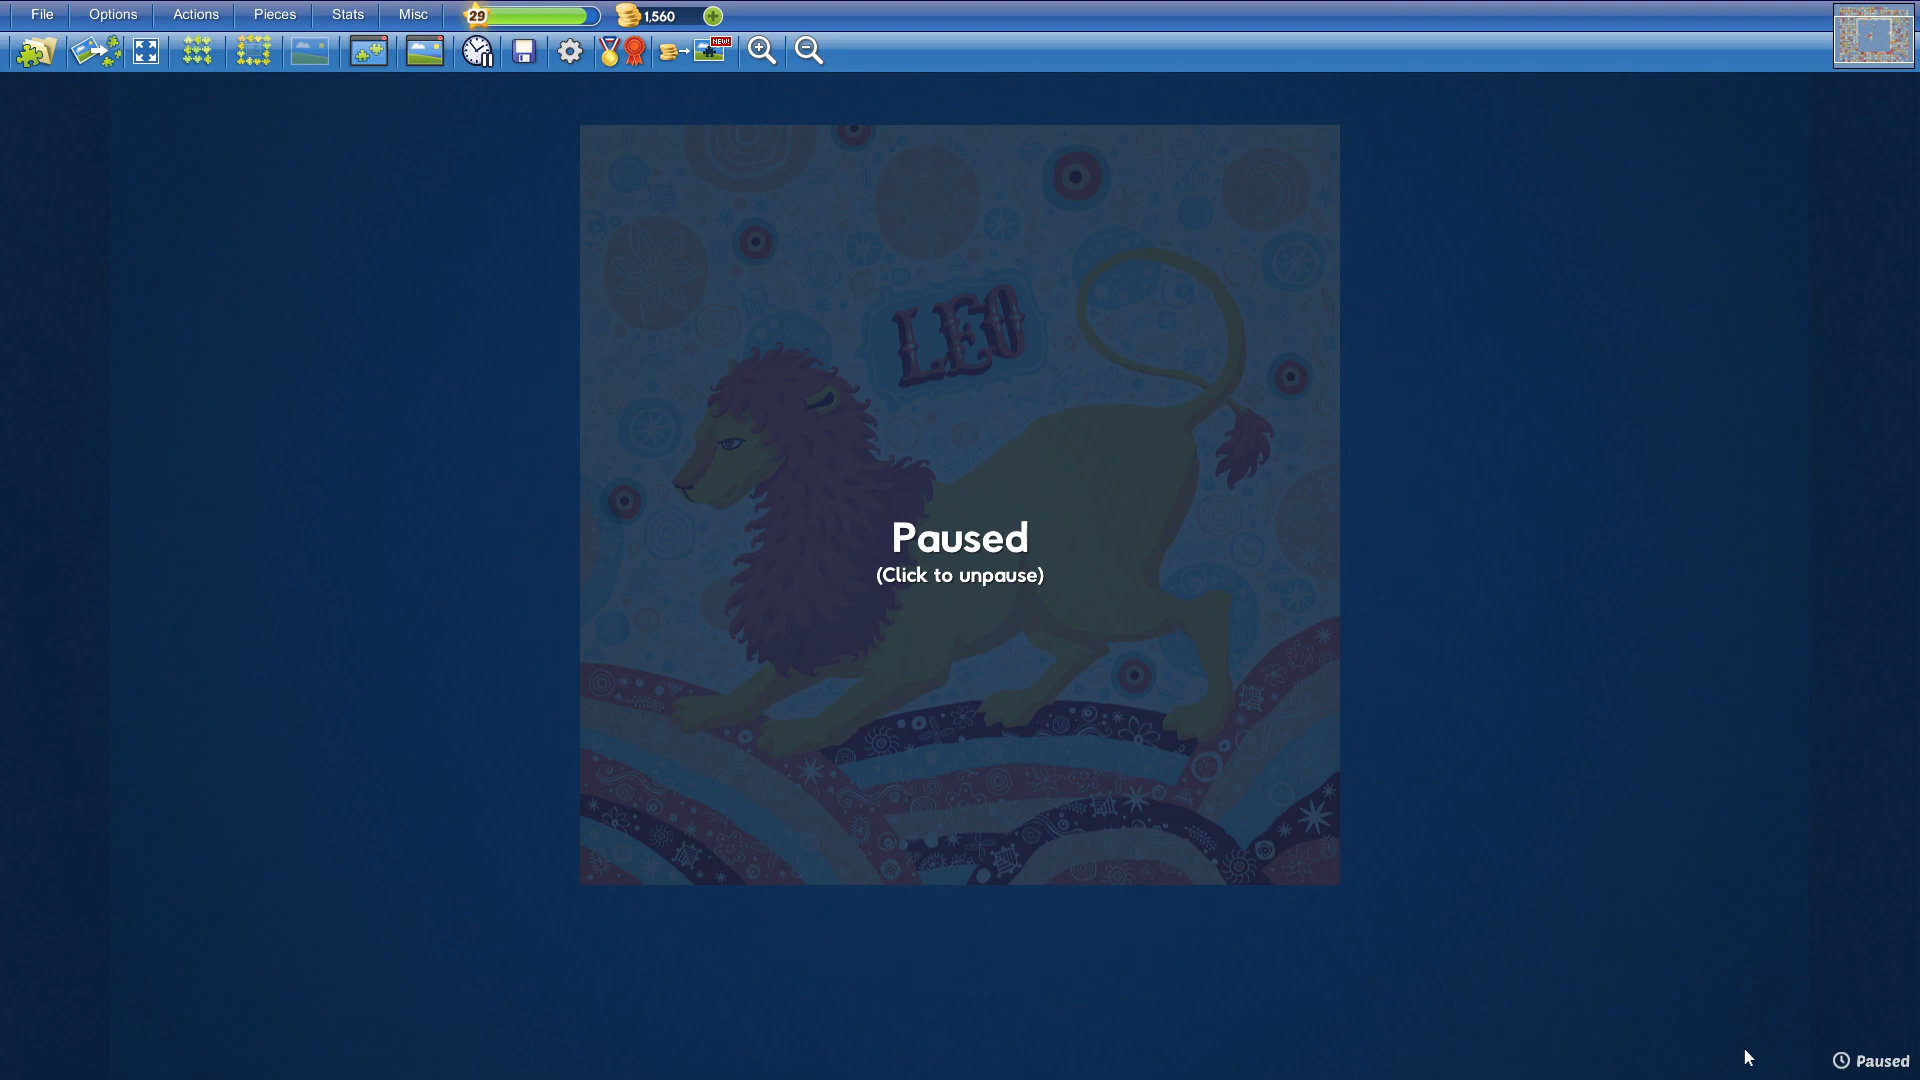 File Options Actions Pieces Stats Misc 29 1,560
NEW!
LEO
Paused
(Click to unpause)
Paused